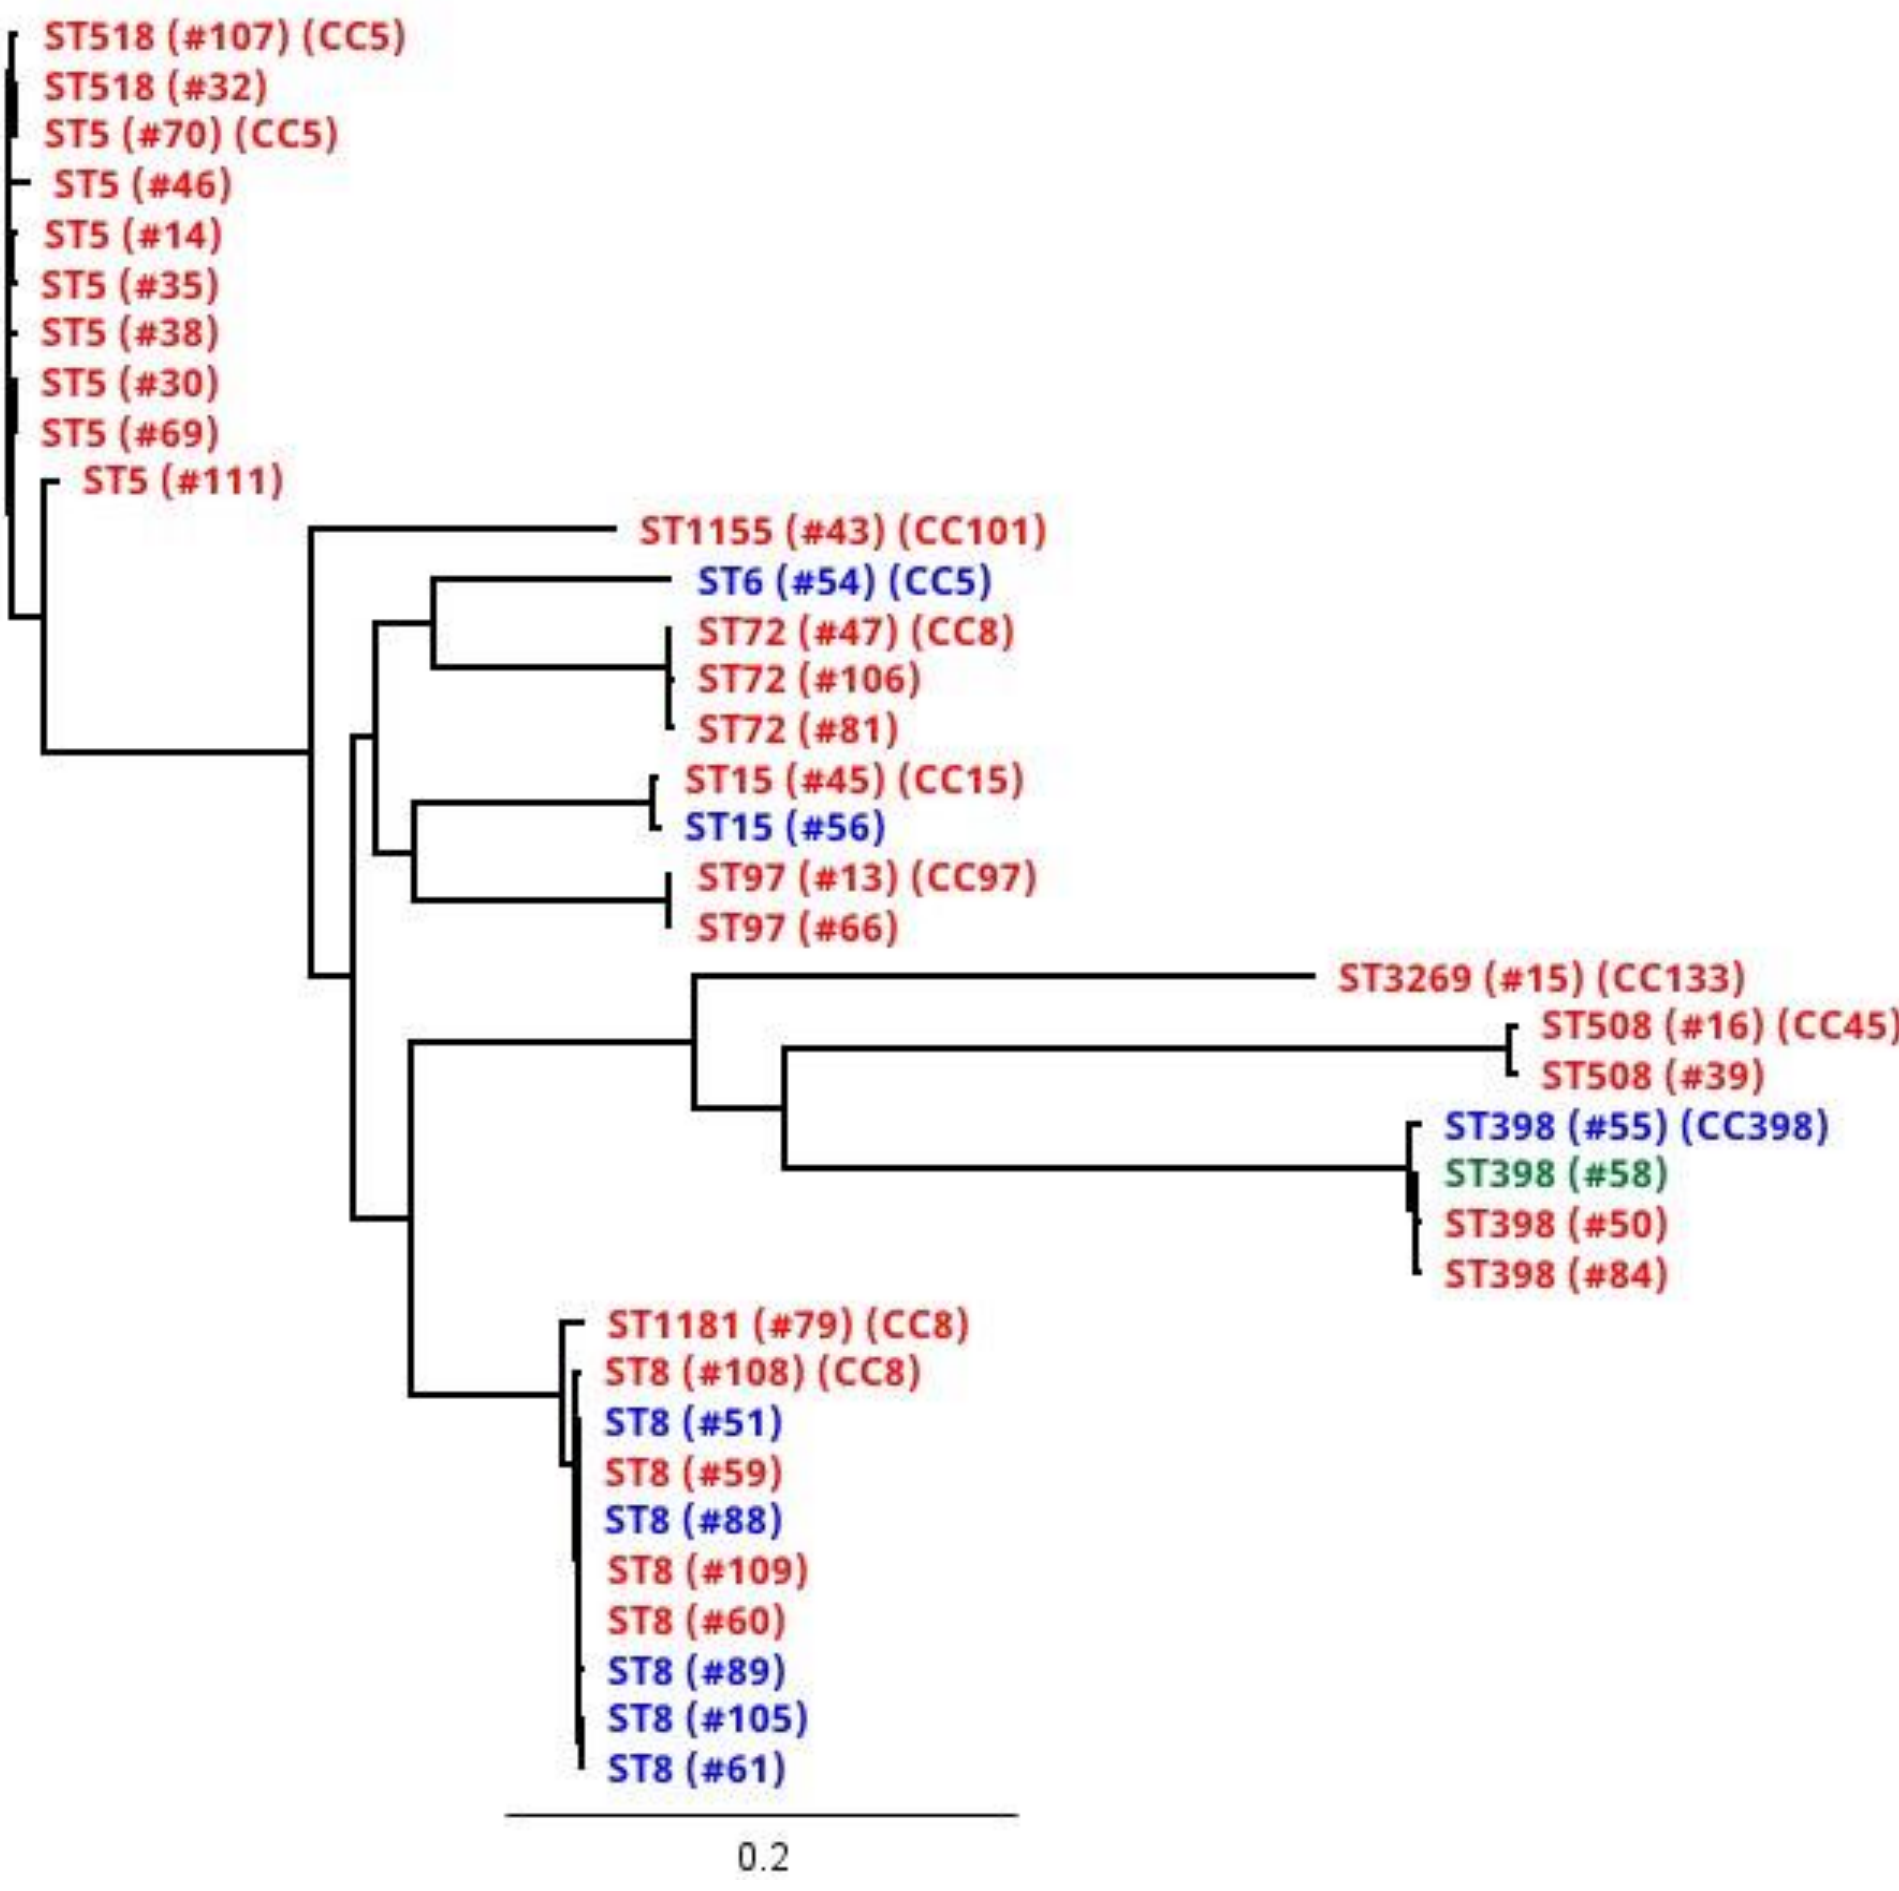 ST518 (#107) (CC5)
ST518 (#32)
ST5 (#70) (CC5)
ST5 (#46)
ST5 (#14)
ST5 (#35)
ST5 (#38)
ST5 (#30)
ST5 (#69)
ST5 (#111)
ST1155 (#43) (CC101)
ST6 (#54) (CC5)
ST72 (#47) (CC8)
ST72 (#106)
ST72 (#81)
ST15 (#45) (CC15)
ST15 (#56)
ST97 (#13) (CC97)
ST97 (#66)
ST3269 (#15) (CC133)
ST508 (#16) (CC45)
ST508 (#39)
ST398 (#55) (CC398)
ST398 (#58)
ST398 (#50)
ST398 (#84)
ST1181 (#79) (CC8)
ST8 (#108) (CC8)
ST8 (#51)
ST8 (#59)
ST8 (#88)
ST8 (#109)
ST8 (#60)
ST8 (#89)
ST8 (#105)
ST8 (#61)
0.2